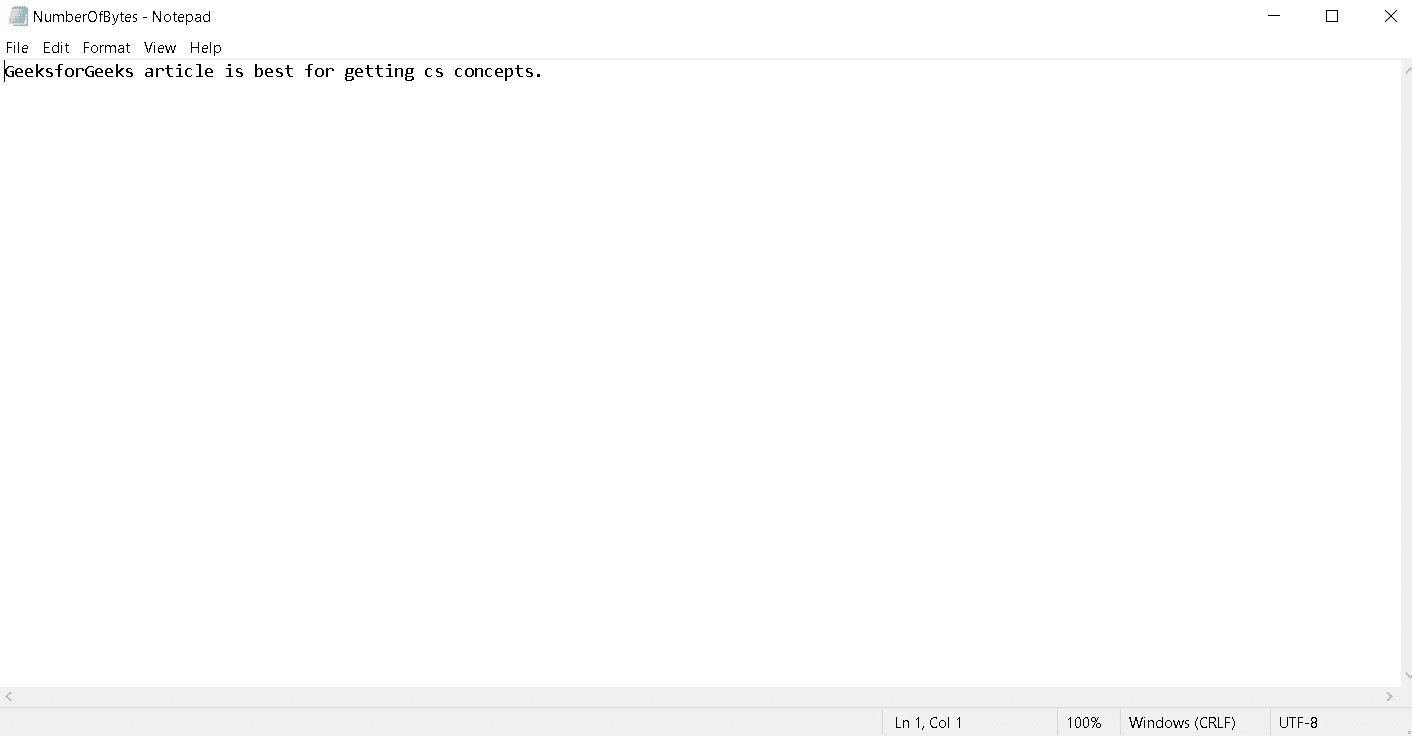 NumberOfBytes - Notepad
File Edit Format View Help
GeeksforGeeks article is best for getting cs concepts.
Ln 1, Col 1 100% Windows (CRLF) UTF-8